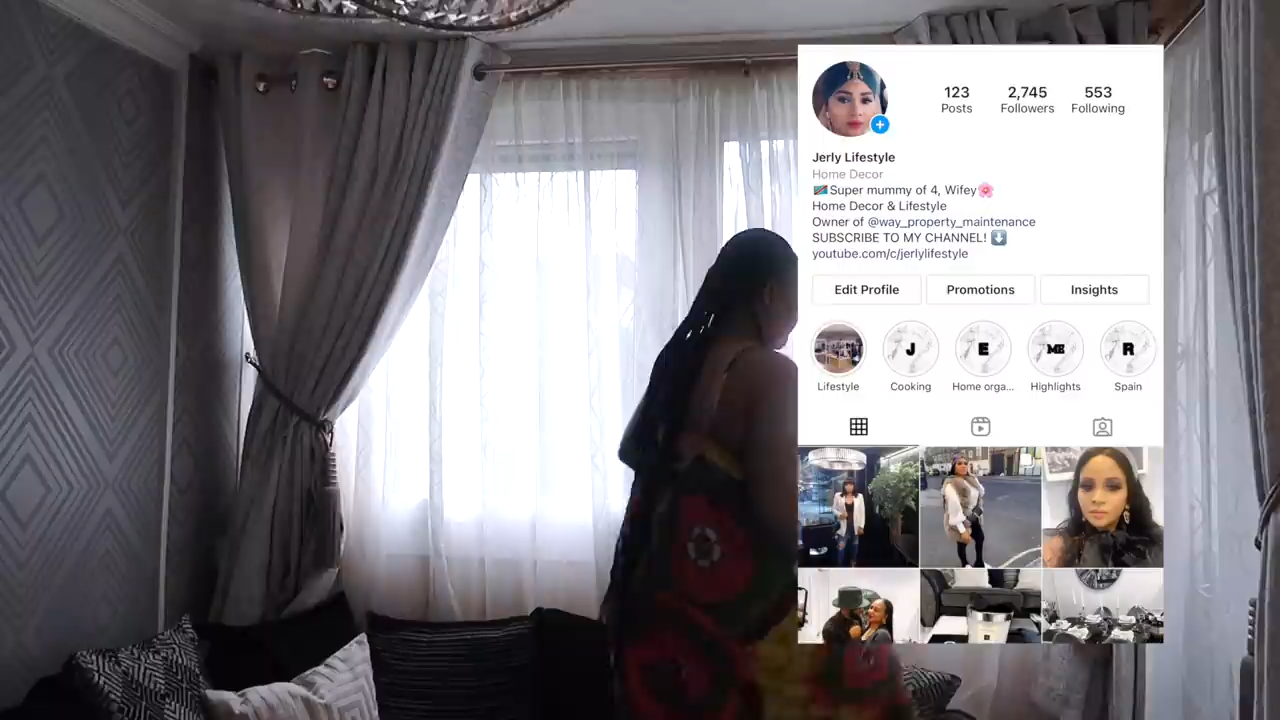 123 2,745 553
Posts Followers Following
Jerly Lifestyle
Home Decor
🇨🇩Super mummy of 4, Wifey🌸
Home Decor & Lifestyle
Owner of @way_property_maintenance
SUBSCRIBE TO MY CHANNEL! ⬇️
youtube.com/c/jerlylifestyle
Edit Profile Promotions Insights
J E ME R
Lifestyle Cooking Home orga... Highlights Spain